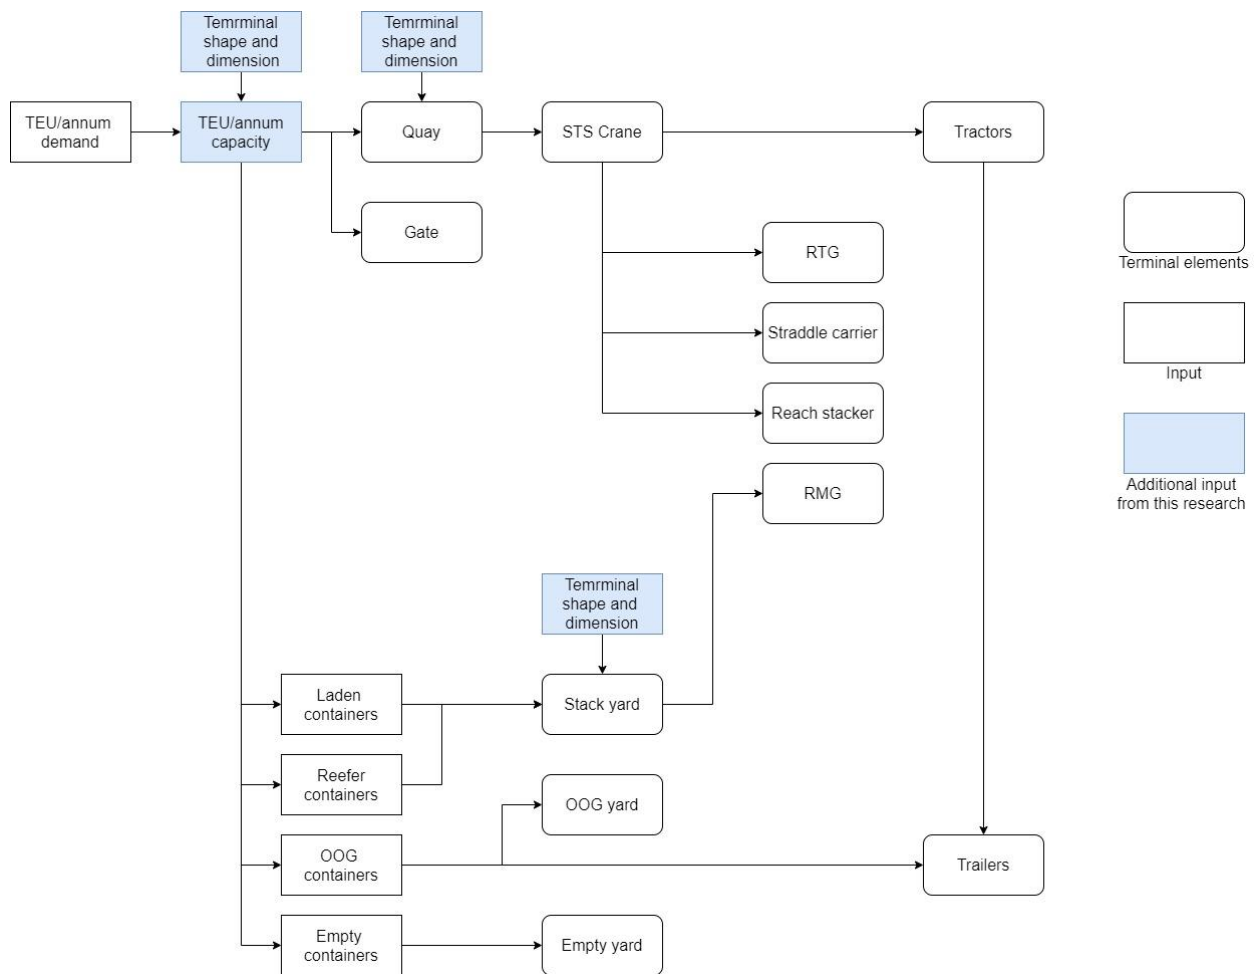 Temrminal
shape and
dimension
Temrminal
shape and
dimension
TEU/annum
demand
TEU/annum
capacity
Quay
STS Crane
Tractors
Gate
RTG
Terminal elements
Straddle carrier
Input
Reach stacker
RMG
Additional input
from this research
Temrminal
shape and
dimension
Laden
containers
Stack yard
Reefer
containers
OOG yard
OOG
containers
Trailers
Empty
containers
Empty yard